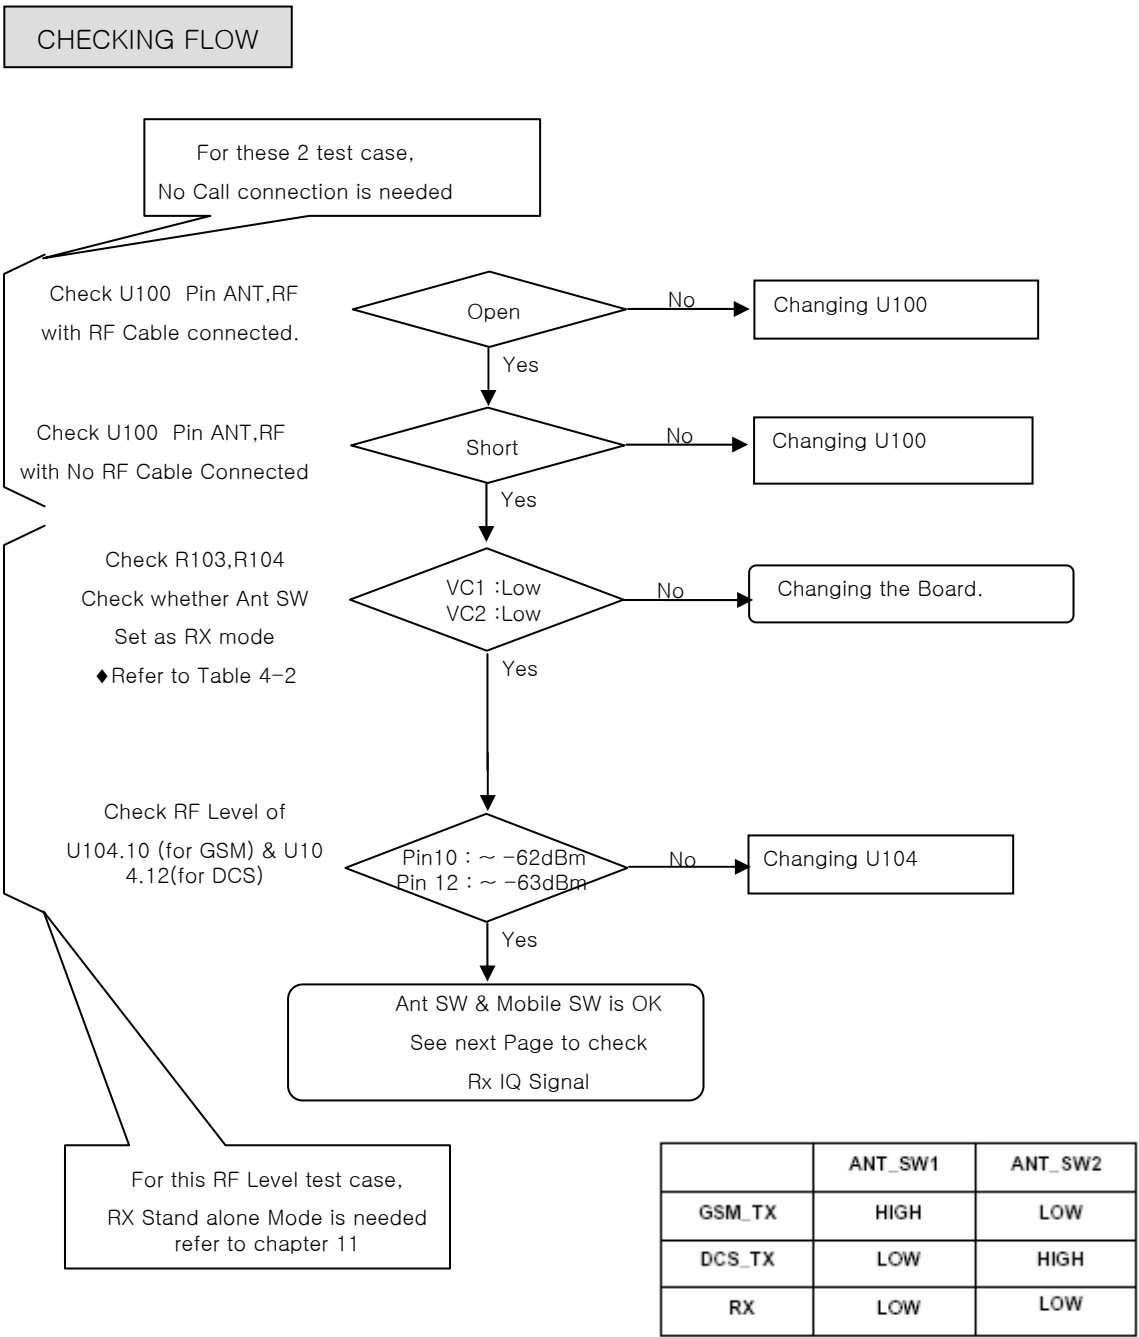 CHECKING FLOW
For these 2 test case,
No Call connection is needed
Check U100  Pin ANT,RF
with RF Cable connected.
Open
No
Changing U100
Yes
Check U100  Pin ANT,RF
with No RF Cable Connected
Short
No
Changing U100
Yes
Check R103,R104
Check whether Ant SW
Set as RX mode
♦Refer to Table 4-2
VC1 :Low
VC2 :Low
No
Changing the Board.
Yes
Check RF Level of
U104.10 (for GSM) & U10
4.12(for DCS)
Pin10 : ~ -62dBm
Pin 12 : ~ -63dBm
No
Changing U104
Yes
Ant SW & Mobile SW is OK
See next Page to check
Rx IQ Signal
For this RF Level test case,
RX Stand alone Mode is needed
refer to chapter 11
ANT_SW1 ANT_SW2
GSM_TX HIGH LOW
DCS_TX LOW HIGH
RX LOW LOW